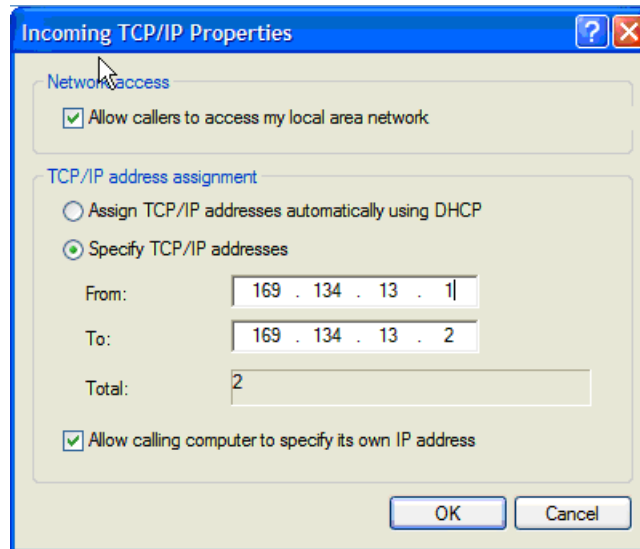 Incoming TCP/IP Properties
Network access
Allow callers to access my local area network
TCP/IP address assignment
Assign TCP/IP addresses automatically using DHCP
Specify TCP/IP addresses
From: 169 . 134 . 13 . 1
To: 169 . 134 . 13 . 2
Total: 2
Allow calling computer to specify its own IP address
OK Cancel